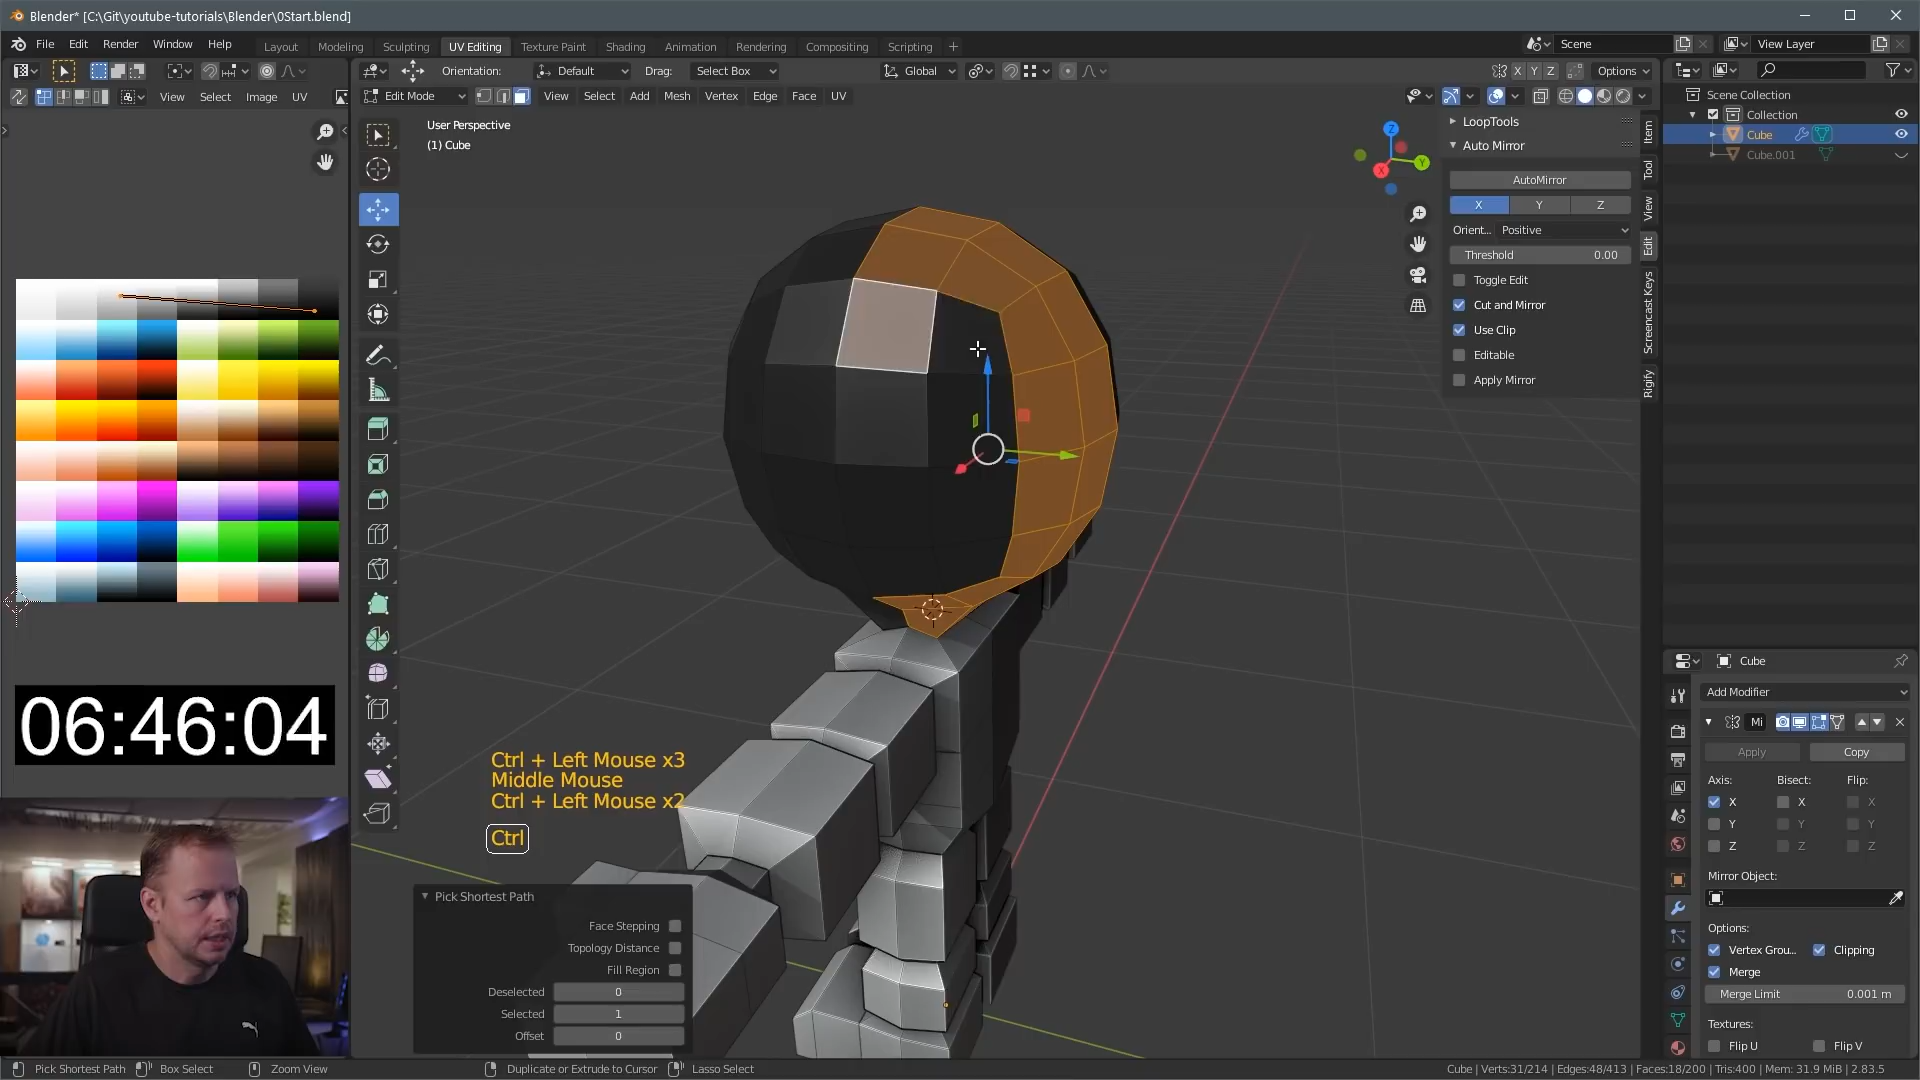 Blender* [C:\Git\youtube-tutorials\Blender\0Start.blend]
File Edit Render Window Help
Layout Modeling Sculpting UV Editing Texture Paint Shading Animation Rendering Compositing Scripting +
Scene
View Layer
Orientation: Default Drag: Select Box
Global
X Y Z Options
View Select Image UV
Edit Mode View Select Add Mesh Vertex Edge Face UV
User Perspective
(1) Cube
Z
Y
X
LoopTools
Auto Mirror
AutoMirror
X Y Z
Orient... Positive
Threshold 0.00
Toggle Edit
Cut and Mirror
Use Clip
Editable
Apply Mirror
Item
Tool
View
Edit
Screencast Keys
Rigify
Scene Collection
Collection
Cube
Cube.001
06:46:04
Ctrl + Left Mouse x3
Middle Mouse
Ctrl + Left Mouse x2
Ctrl
Pick Shortest Path
Face Stepping
Topology Distance
Fill Region
Deselected 0
Selected 1
Offset 0
Cube
Add Modifier
Mi
Apply Copy
Axis: Bisect: Flip:
X X X
Y Y Y
Z Z Z
Mirror Object:
Options:
Vertex Grou... Clipping
Merge
Merge Limit 0.001 m
Textures:
Flip U Flip V
Pick Shortest Path Box Select Zoom View Duplicate or Extrude to Cursor Lasso Select
Cube | Verts:31/214 | Edges:48/413 | Faces:18/200 | Tris:400 | Mem: 31.9 MiB | 2.83.5